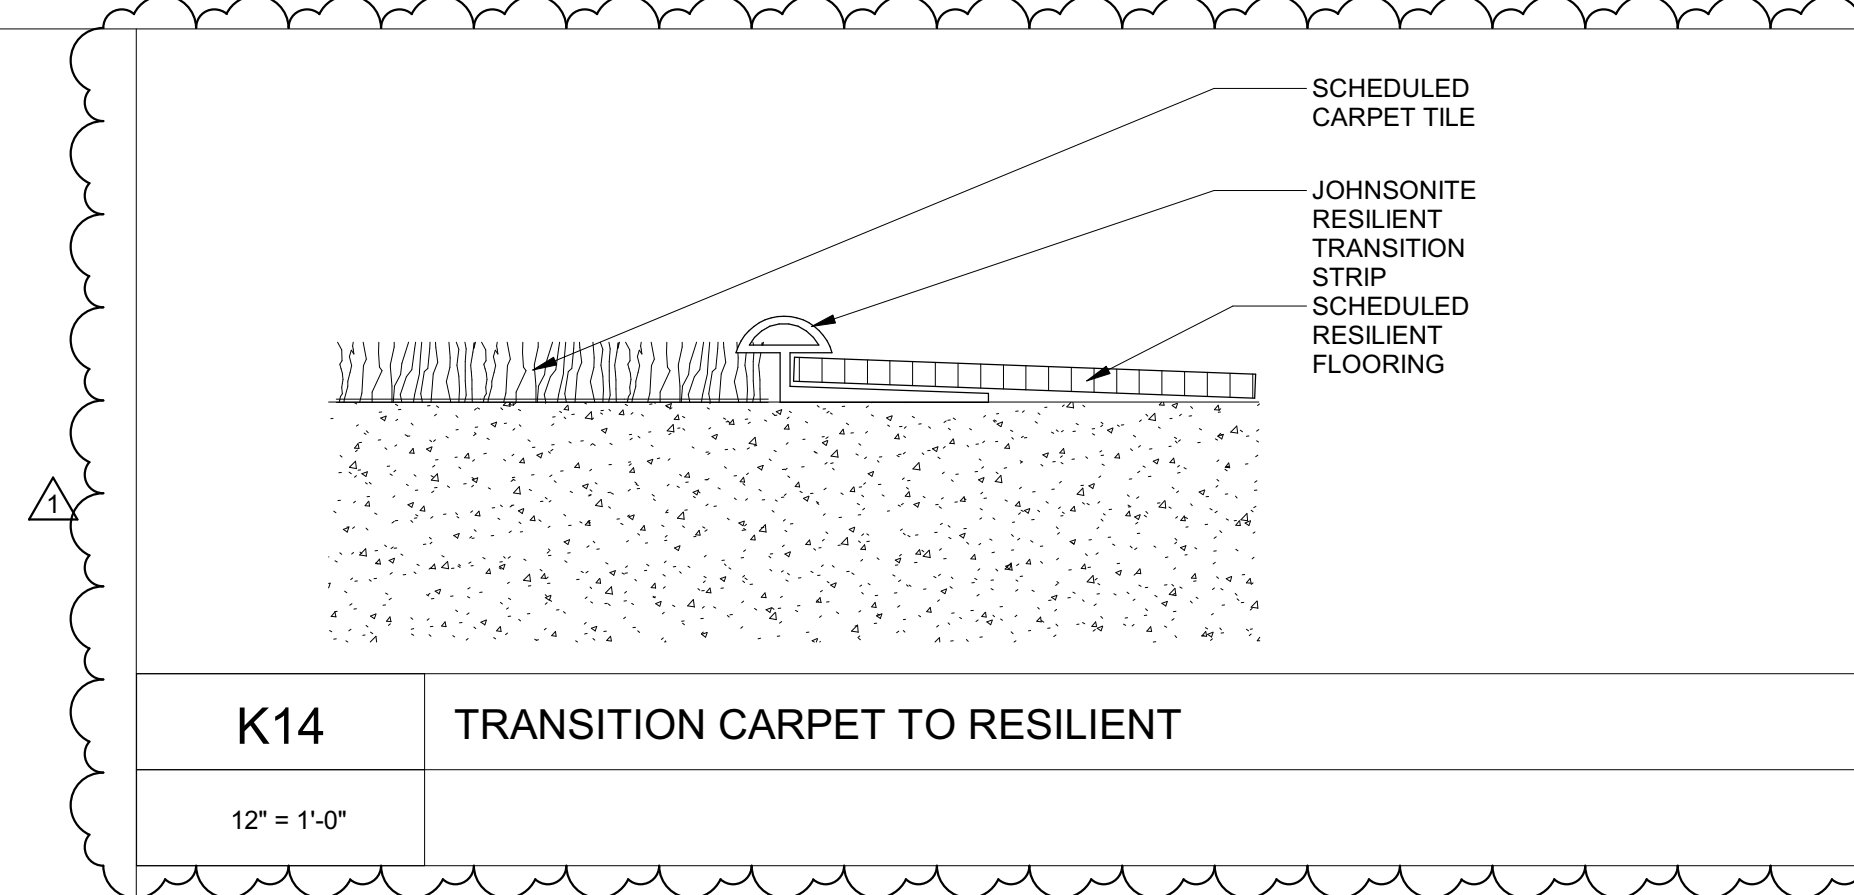 SCHEDULED
CARPET TILE
JOHNSONITE
RESILIENT
TRANSITION
STRIP
SCHEDULED
RESILIENT
FLOORING
1
K14
TRANSITION CARPET TO RESILIENT
12" = 1'-0"